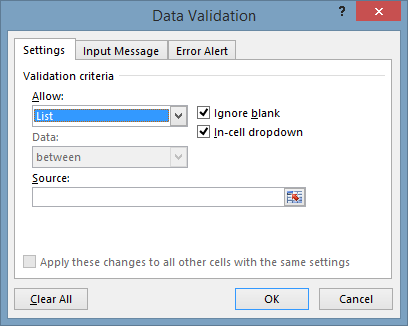 Data Validation
? ×
Settings Input Message Error Alert
Validation criteria
Allow:
List Ignore blank
Data: In-cell dropdown
between
Source:
Apply these changes to all other cells with the same settings
Clear All OK Cancel